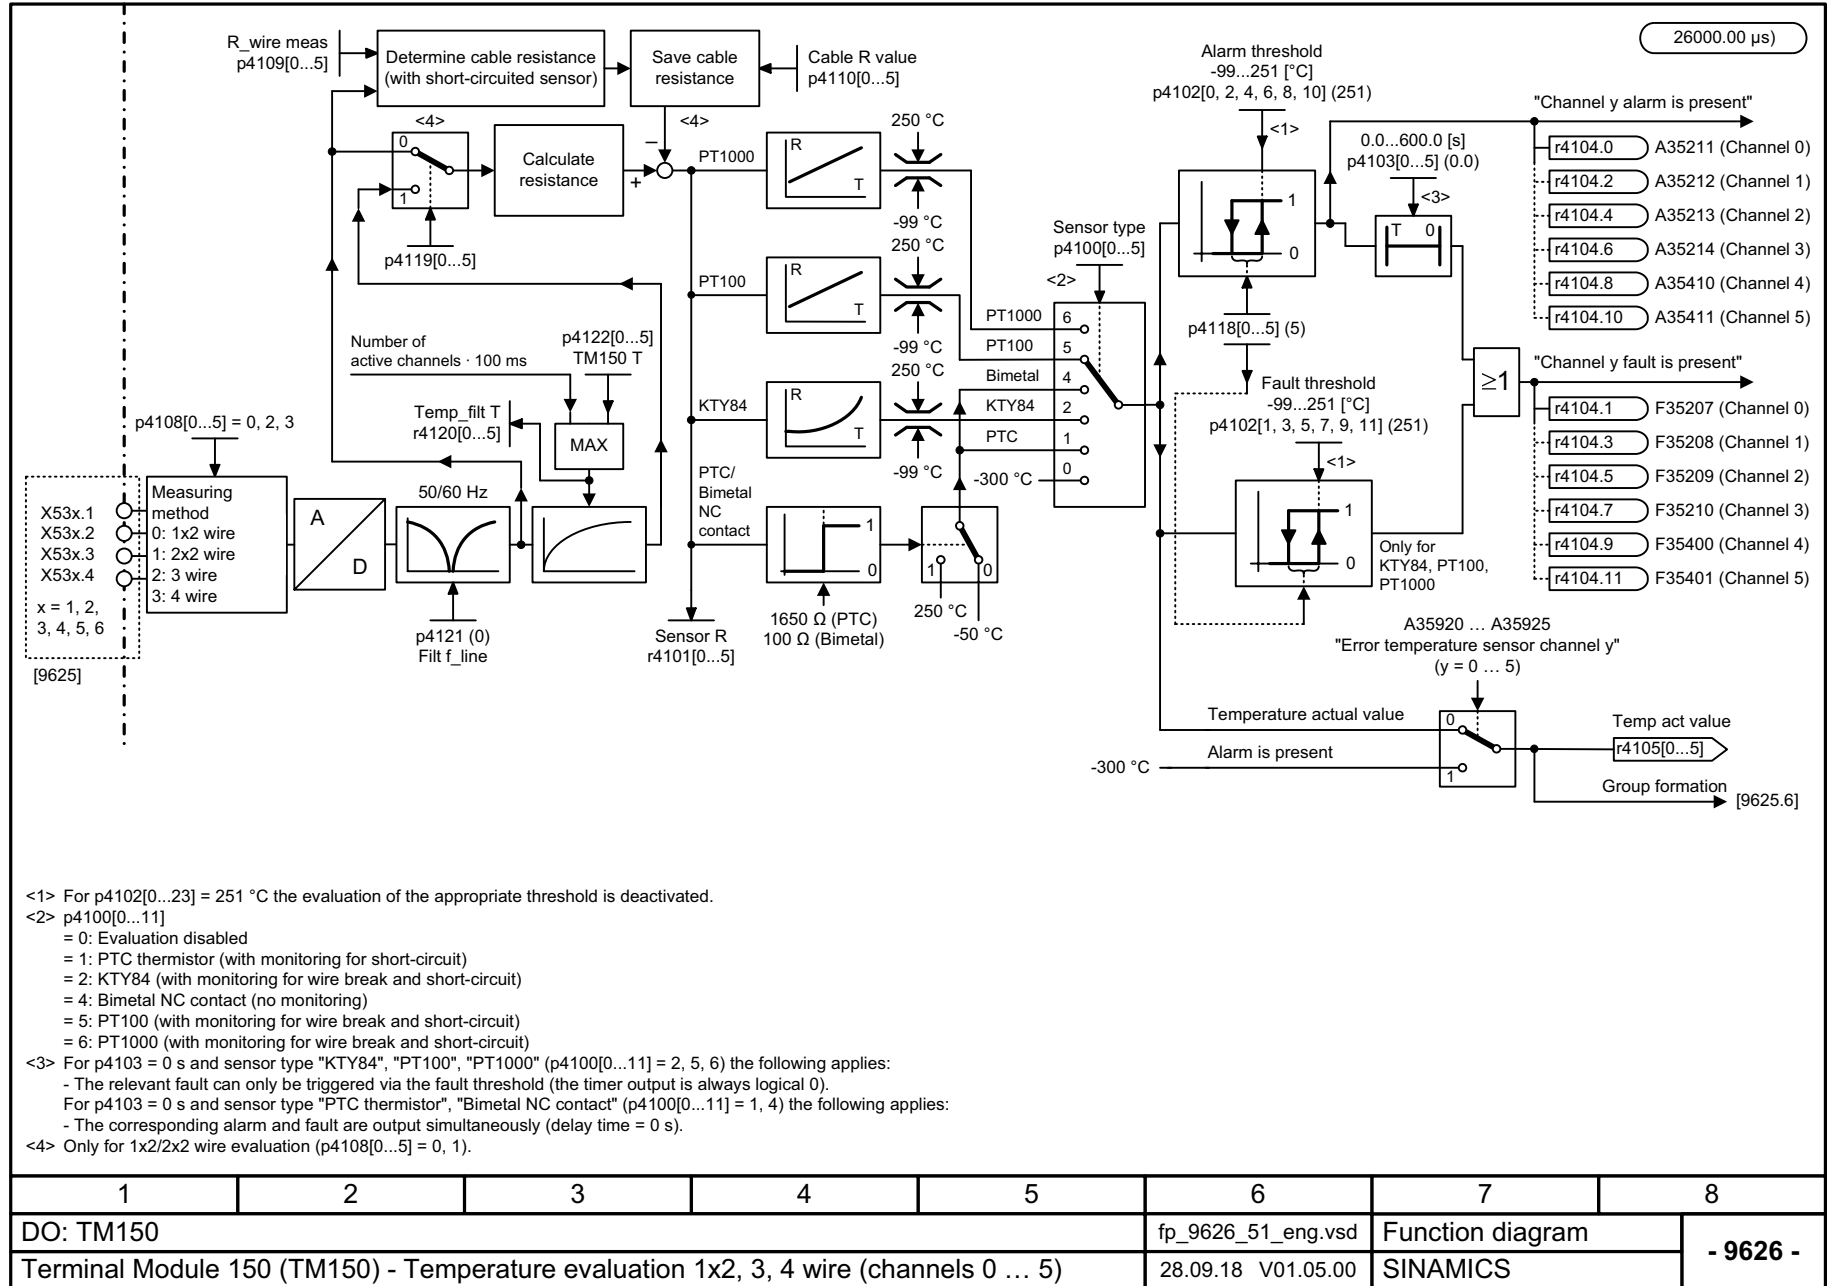 26000.00 µs)
R_wire meas
p4109[0...5]
Determine cable resistance
(with short-circuited sensor)
Save cable
resistance
Cable R value
p4110[0...5]
<4>
<4>
0
1
p4119[0...5]
Calculate
resistance
–
+
PT1000
R
T
250 °C
-99 °C
PT100
R
T
250 °C
-99 °C
KTY84
R
T
250 °C
-99 °C
PTC/
Bimetal
NC
contact
1
0
1650 Ω (PTC)
100 Ω (Bimetal)
1
0
250 °C
-50 °C
Number of
active channels · 100 ms
p4122[0...5]
TM150 T
Temp_filt T
r4120[0...5]
MAX
p4108[0...5] = 0, 2, 3
X53x.1
X53x.2
X53x.3
X53x.4
x = 1, 2,
3, 4, 5, 6
[9625]
Measuring
method
0: 1x2 wire
1: 2x2 wire
2: 3 wire
3: 4 wire
A
D
50/60 Hz
p4121 (0)
Filt f_line
Sensor R
r4101[0...5]
Sensor type
p4100[0...5]
<2>
PT1000 6
PT100 5
Bimetal 4
KTY84 2
PTC 1
-300 °C 0
Alarm threshold
-99...251 [°C]
p4102[0, 2, 4, 6, 8, 10] (251)
<1>
1
0
p4118[0...5] (5)
0.0...600.0 [s]
p4103[0...5] (0.0)
<3>
T 0
Fault threshold
-99...251 [°C]
p4102[1, 3, 5, 7, 9, 11] (251)
<1>
1
0
Only for
KTY84, PT100,
PT1000
≥1
"Channel y alarm is present"
r4104.0 A35211 (Channel 0)
r4104.2 A35212 (Channel 1)
r4104.4 A35213 (Channel 2)
r4104.6 A35214 (Channel 3)
r4104.8 A35410 (Channel 4)
r4104.10 A35411 (Channel 5)
"Channel y fault is present"
r4104.1 F35207 (Channel 0)
r4104.3 F35208 (Channel 1)
r4104.5 F35209 (Channel 2)
r4104.7 F35210 (Channel 3)
r4104.9 F35400 (Channel 4)
r4104.11 F35401 (Channel 5)
A35920 … A35925
"Error temperature sensor channel y"
(y = 0 … 5)
Temperature actual value
0
-300 °C
Alarm is present
1
Temp act value
r4105[0...5]
Group formation
[9625.6]
<1> For p4102[0...23] = 251 °C the evaluation of the appropriate threshold is deactivated.
<2> p4100[0...11]
= 0: Evaluation disabled
= 1: PTC thermistor (with monitoring for short-circuit)
= 2: KTY84 (with monitoring for wire break and short-circuit)
= 4: Bimetal NC contact (no monitoring)
= 5: PT100 (with monitoring for wire break and short-circuit)
= 6: PT1000 (with monitoring for wire break and short-circuit)
<3> For p4103 = 0 s and sensor type "KTY84", "PT100", "PT1000" (p4100[0...11] = 2, 5, 6) the following applies:
- The relevant fault can only be triggered via the fault threshold (the timer output is always logical 0).
For p4103 = 0 s and sensor type "PTC thermistor", "Bimetal NC contact" (p4100[0...11] = 1, 4) the following applies:
- The corresponding alarm and fault are output simultaneously (delay time = 0 s).
<4> Only for 1x2/2x2 wire evaluation (p4108[0...5] = 0, 1).
1 2 3 4 5 6 7 8
DO: TM150
fp_9626_51_eng.vsd
Function diagram
- 9626 -
Terminal Module 150 (TM150) - Temperature evaluation 1x2, 3, 4 wire (channels 0 … 5)
28.09.18 V01.05.00
SINAMICS